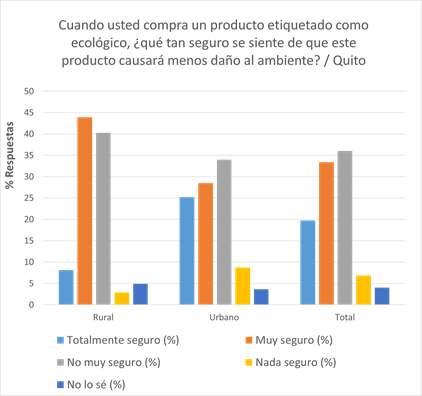 Cuando usted compra un producto etiquetado como
ecológico, ¿qué tan seguro se siente de que este
producto causará menos daño al ambiente? / Quito
% Respuestas
50
45
40
35
30
25
20
15
10
5
0
Rural
Urbano
Total
Totalmente seguro (%)
Muy seguro (%)
No muy seguro (%)
Nada seguro (%)
No lo sé (%)